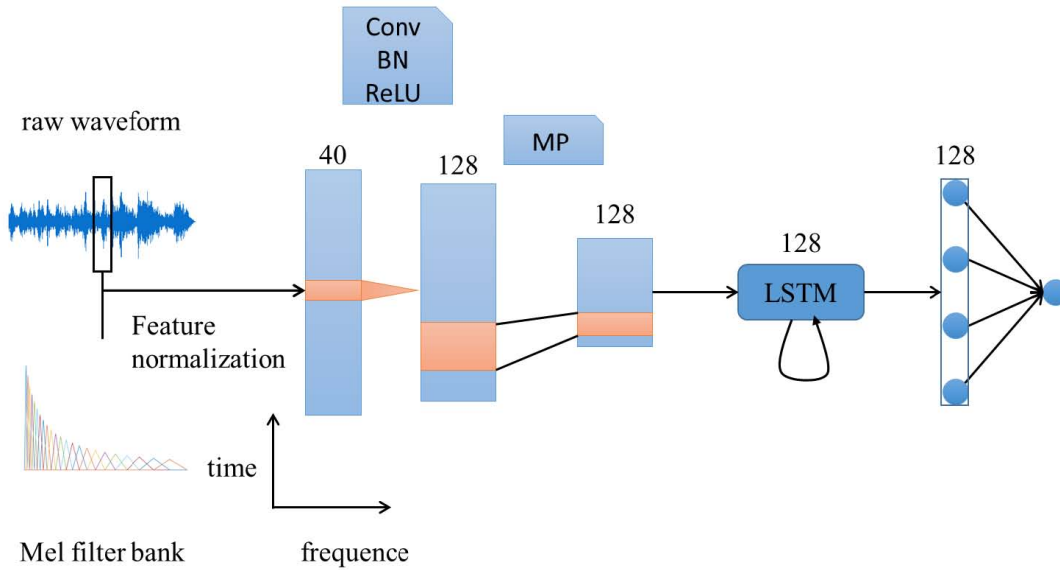 Conv
BN
ReLU
MP
raw waveform
40
128
128
128
128
LSTM
Feature
normalization
time
Mel filter bank
frequence